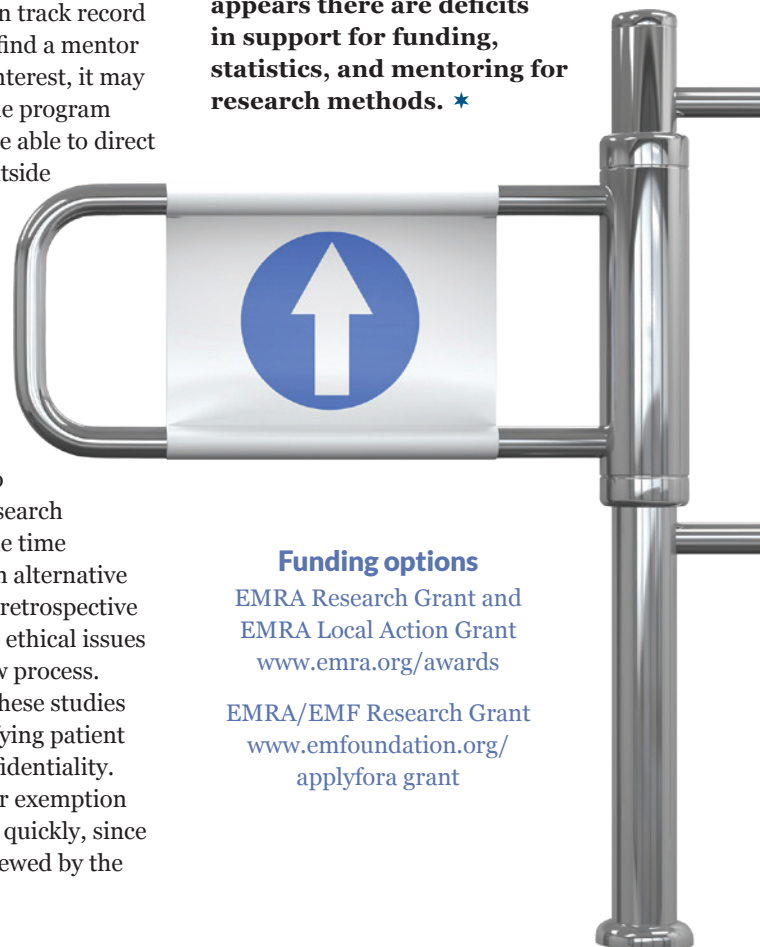 n track record
find a mentor
nterest, it may
e program
e able to direct
tside
search
e time
n alternative
retrospective
ethical issues
w process.
hese studies
ying patient
fidentiality.
r exemption
quickly, since
ewed by the
appears there are deficits
in support for funding,
statistics, and mentoring for
research methods. ✶
Funding options
EMRA Research Grant and
EMRA Local Action Grant
www.emra.org/awards
EMRA/EMF Research Grant
www.emfoundation.org/
applyfora grant